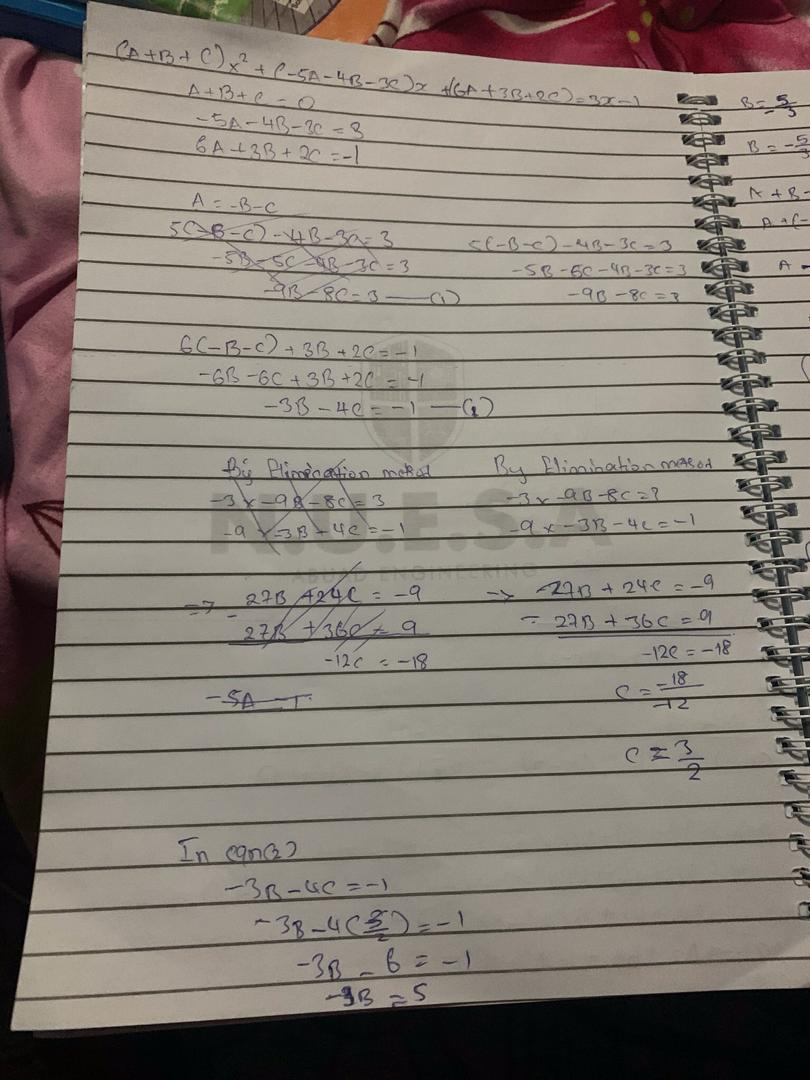 (A+B+C)x² + (-5A-4B-3C)x + (6A+3B+2C) = 3x-1
A+B+C = 0
-5A-4B-3C = 3
6A+3B+2C = -1
A = -B-C
5(-B-C) -4B-3C = 3
-5B-5C-4B-3C = 3
-9B-8C = 3 —(1)
5(-B-C) -4B-3C = 3
-5B-5C-4B-3C = 3
-9B-8C = 3
6(-B-C) + 3B+2C = -1
-6B-6C+3B+2C = -1
-3B-4C = -1 —(2)
By Elimination method
-3 x -9B-8C = 3
-9 x -3B+4C = -1
=> 27B+24C = -9
- 27B+36C = 9
-12C = -18
-5A
By Elimination method
-3 x -9B-8C = 3
-9 x -3B-4C = -1
=> 27B+24C = -9
- 27B+36C = 9
-12C = -18
C = -18/-12
C = 3/2
In eqn(2)
-3B-4C = -1
-3B-4(3/2) = -1
-3B-6 = -1
-3B = 5
B = 5/3
B = -5/3
A + B -
A + (-
A =
N.U.E.S.A
ABUAD ENGINEERING